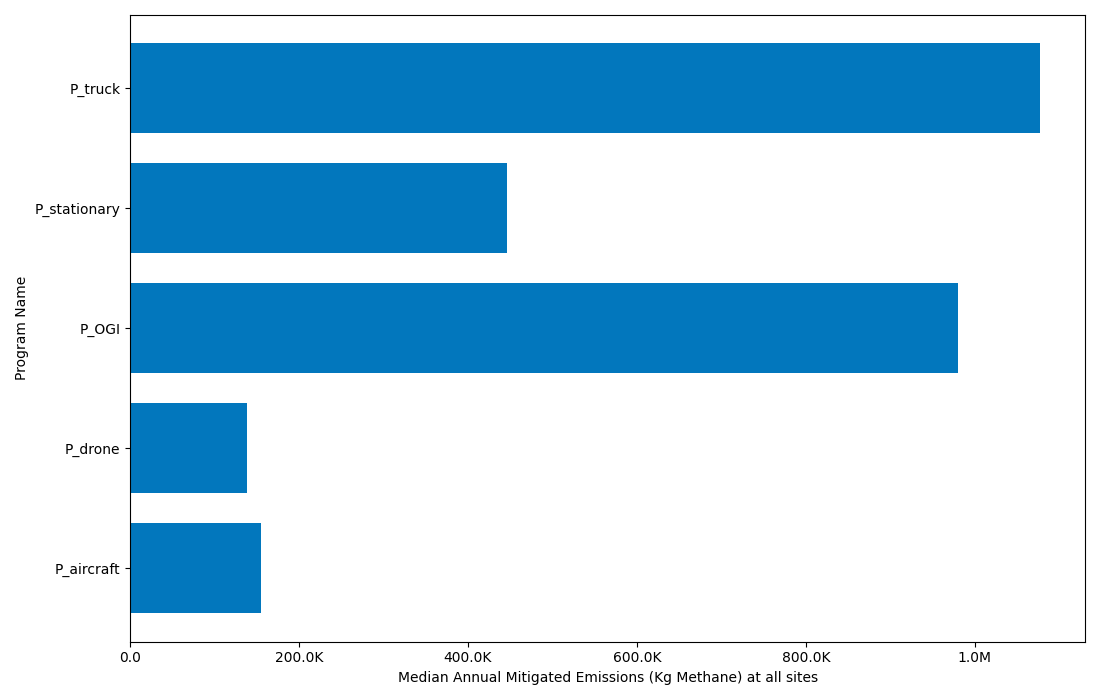 P_truck
P_stationary
P_OGI
P_drone
P_aircraft
Program Name
0.0 200.0K 400.0K 600.0K 800.0K 1.0M
Median Annual Mitigated Emissions (Kg Methane) at all sites